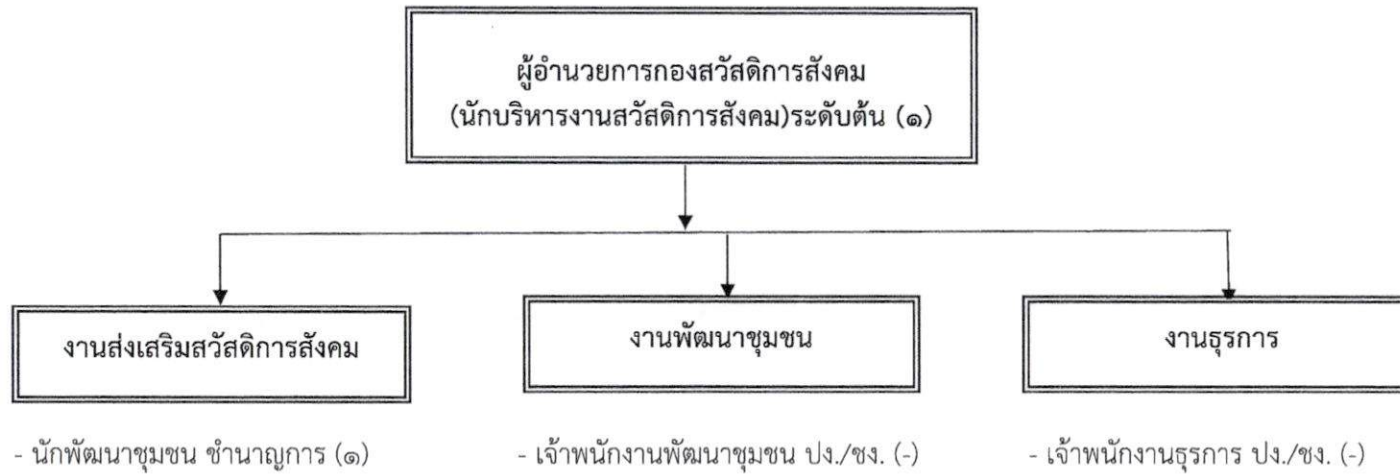 ผู้อำนวยการกองสวัสดิการสังคม
(นักบริหารงานสวัสดิการสังคม)ระดับต้น (๑)
งานส่งเสริมสวัสดิการสังคม
งานพัฒนาชุมชน
งานธุรการ
- นักพัฒนาชุมชน ชำนาญการ (๑)
- เจ้าพนักงานพัฒนาชุมชน ปง./ชง. (-)
- เจ้าพนักงานธุรการ ปง./ชง. (-)